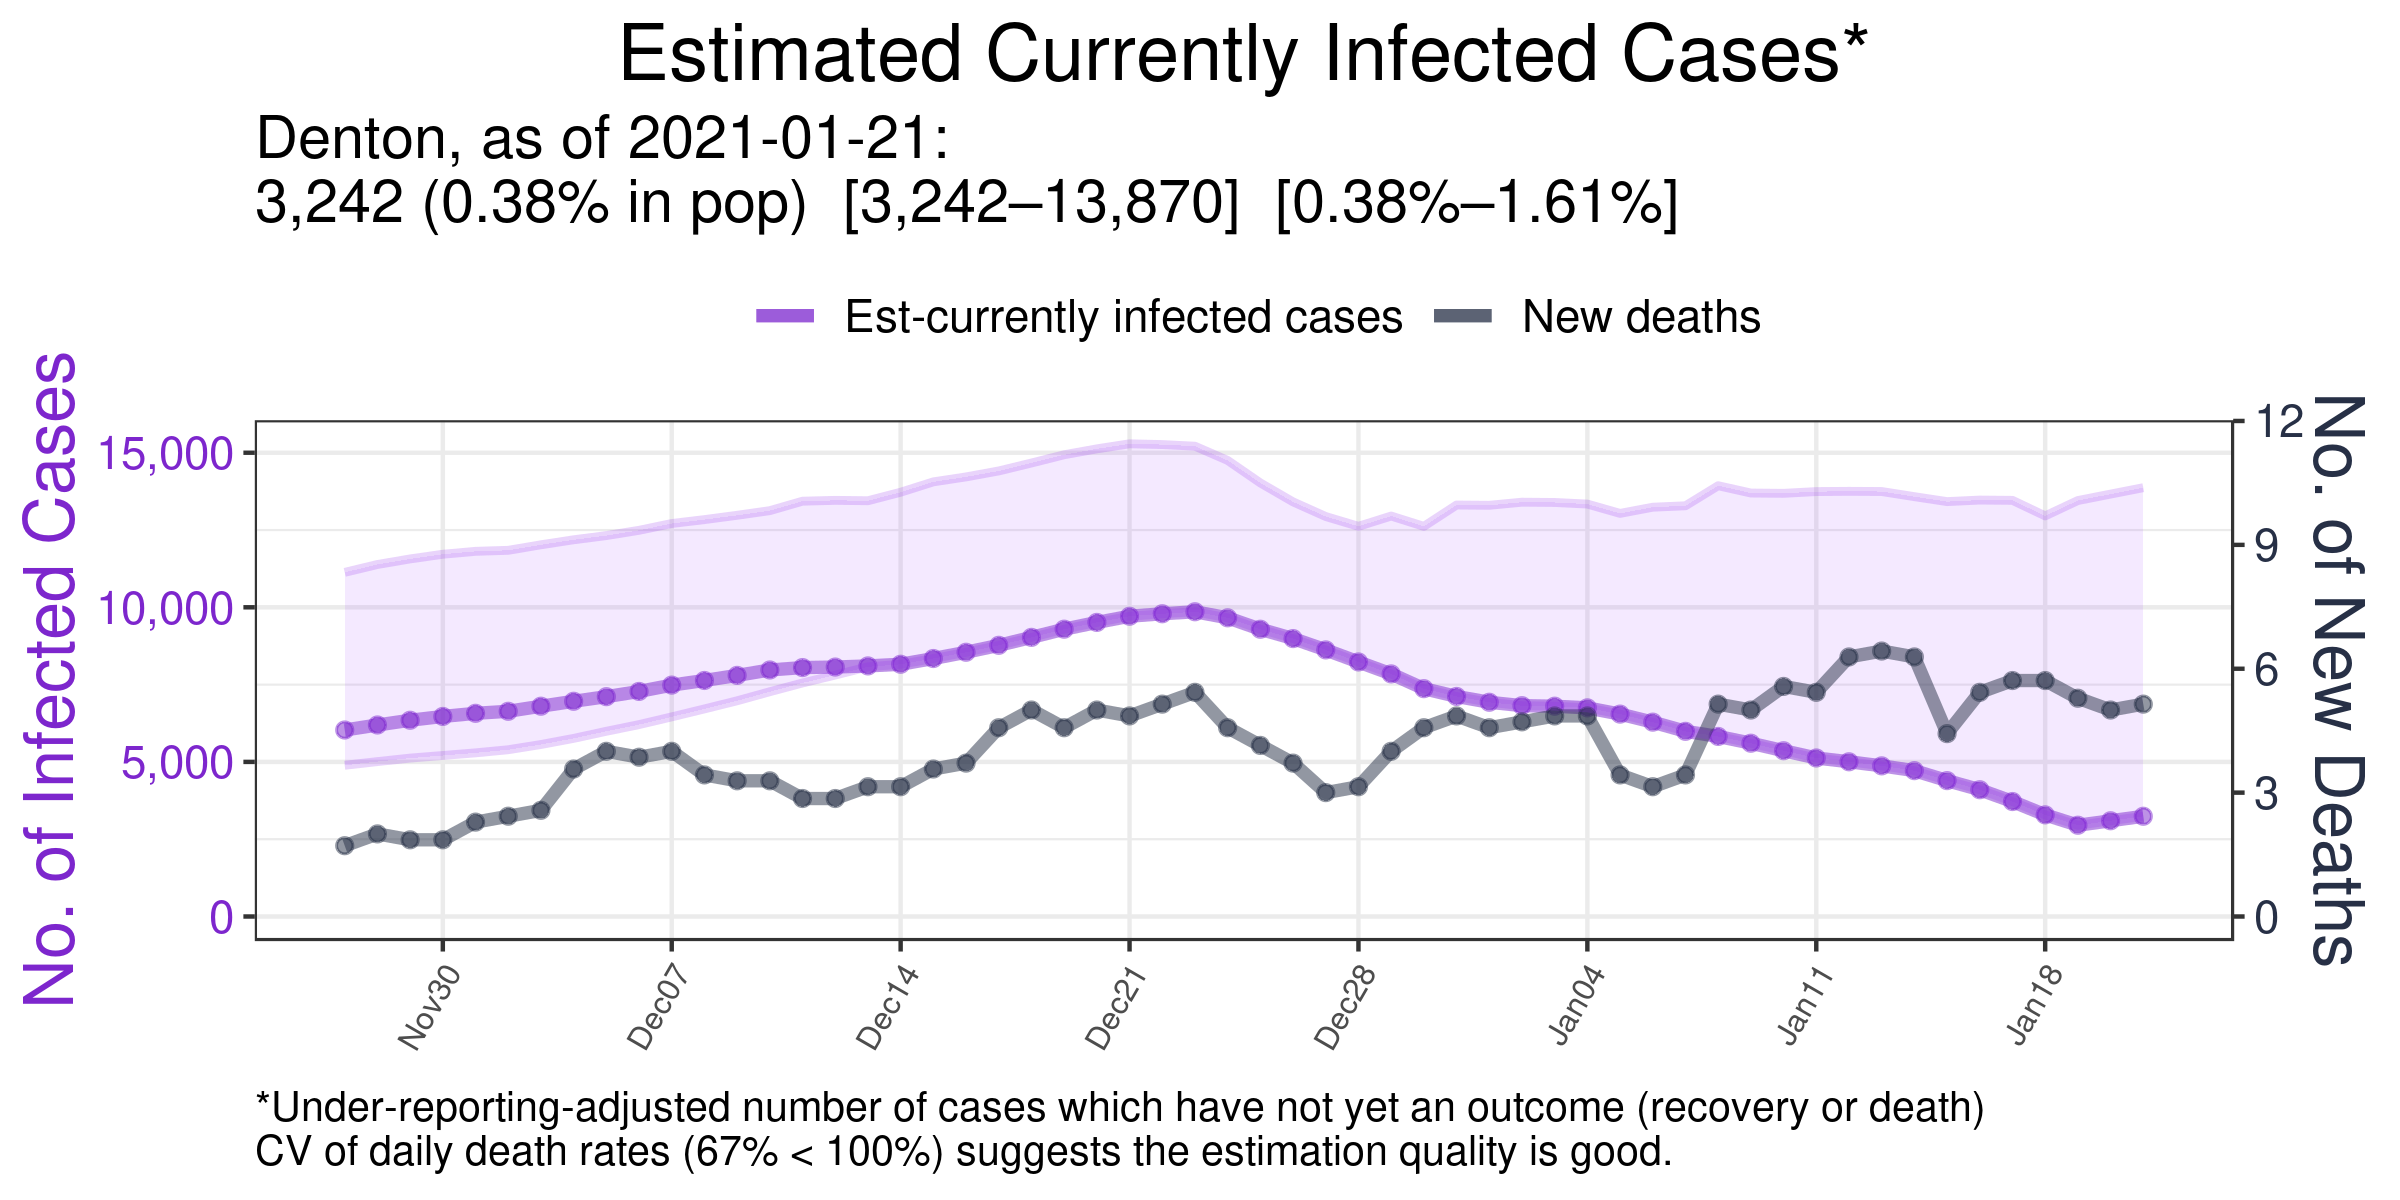 Estimated Currently Infected Cases*
Denton, as of 2021-01-21:
3,242 (0.38% in pop) [3,242–13,870] [0.38%–1.61%]
Est-currently infected cases
New deaths
No. of Infected Cases
15,000
10,000
5,000
0
12
9
6
3
0
No. of New Deaths
Nov30
Dec07
Dec14
Dec21
Dec28
Jan04
Jan11
Jan18
*Under-reporting-adjusted number of cases which have not yet an outcome (recovery or death)
CV of daily death rates (67% < 100%) suggests the estimation quality is good.